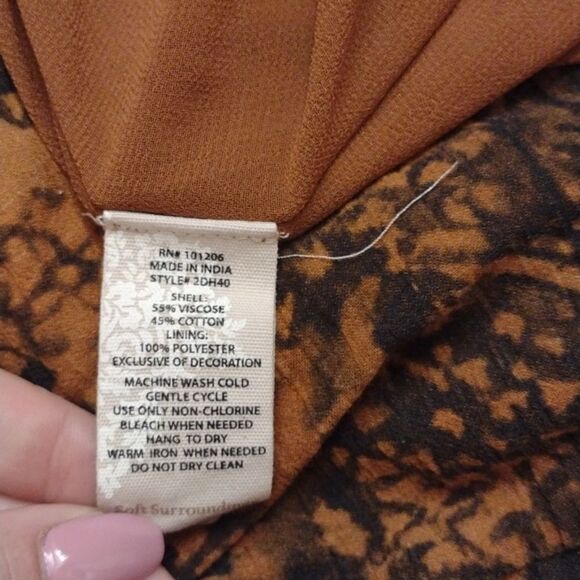 RN# 101206
MADE IN INDIA
STYLE# 2DH40
SHELL:
55% VISCOSE
45% COTTON
LINING:
100% POLYESTER
EXCLUSIVE OF DECORATION
MACHINE WASH COLD
GENTLE CYCLE
USE ONLY NON-CHLORINE
BLEACH WHEN NEEDED
HANG TO DRY
WARM IRON WHEN NEEDED
DO NOT DRY CLEAN
Soft